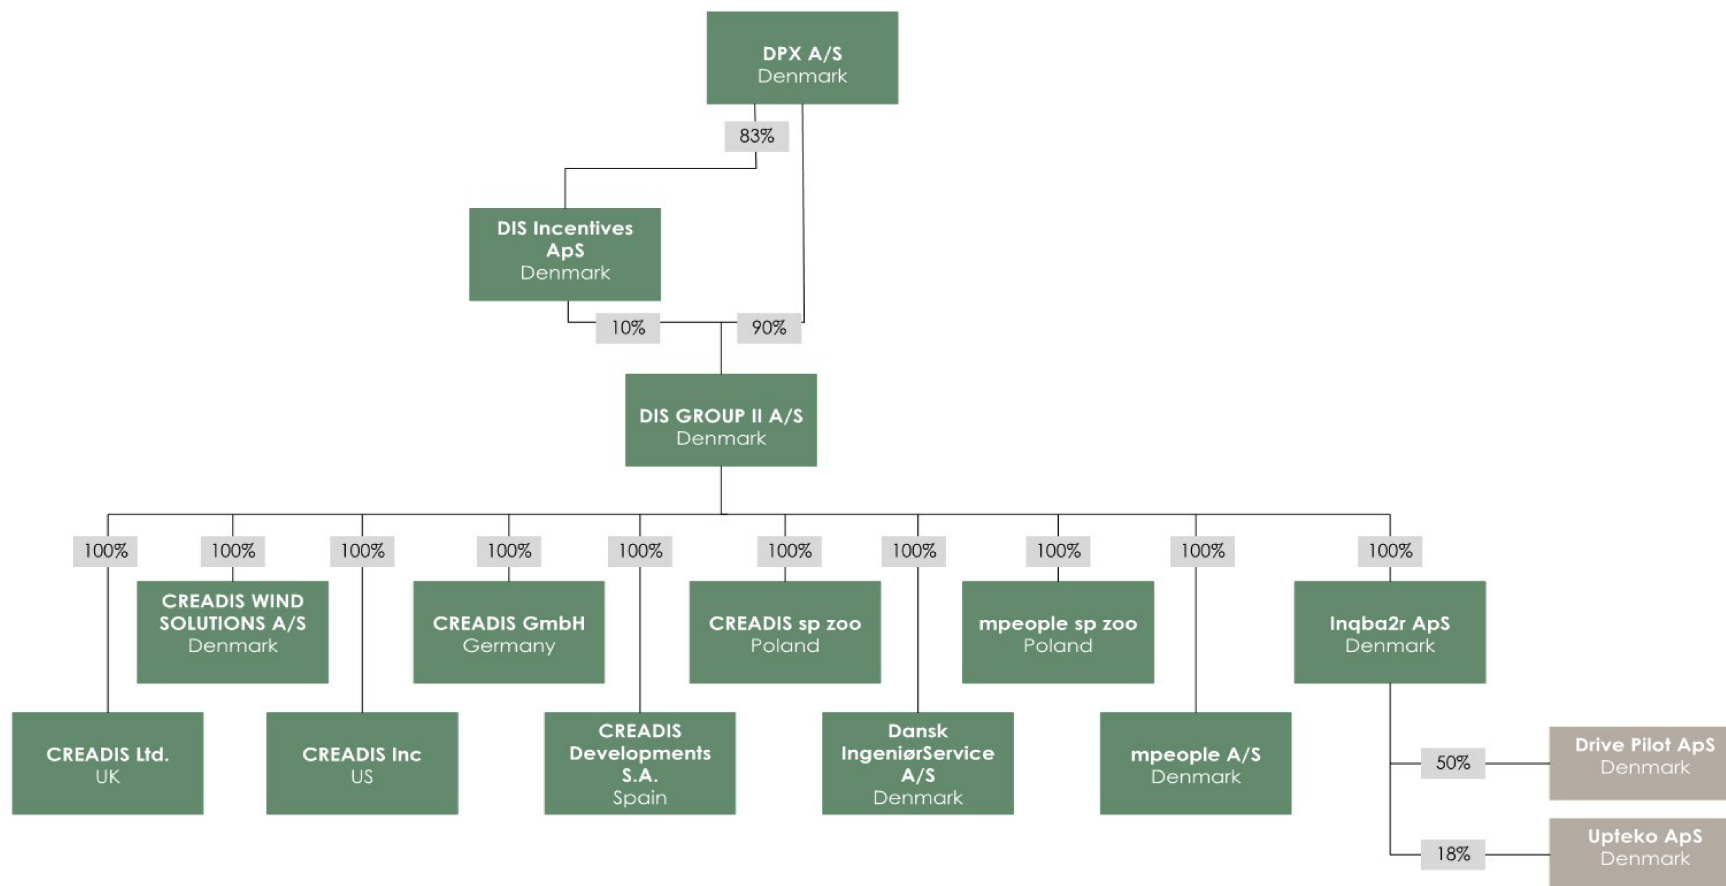 DPX A/S
Denmark
83%
DIS Incentives
ApS
Denmark
10%
90%
DIS GROUP II A/S
Denmark
100%
100%
100%
100%
100%
100%
100%
100%
100%
100%
CREADIS WIND
SOLUTIONS A/S
Denmark
CREADIS GmbH
Germany
CREADIS sp zoo
Poland
mpeople sp zoo
Poland
Inqba2r ApS
Denmark
CREADIS Ltd.
UK
CREADIS Inc
US
CREADIS
Developments
S.A.
Spain
Dansk
IngeniørService
A/S
Denmark
mpeople A/S
Denmark
50%
Drive Pilot ApS
Denmark
18%
Upteko ApS
Denmark